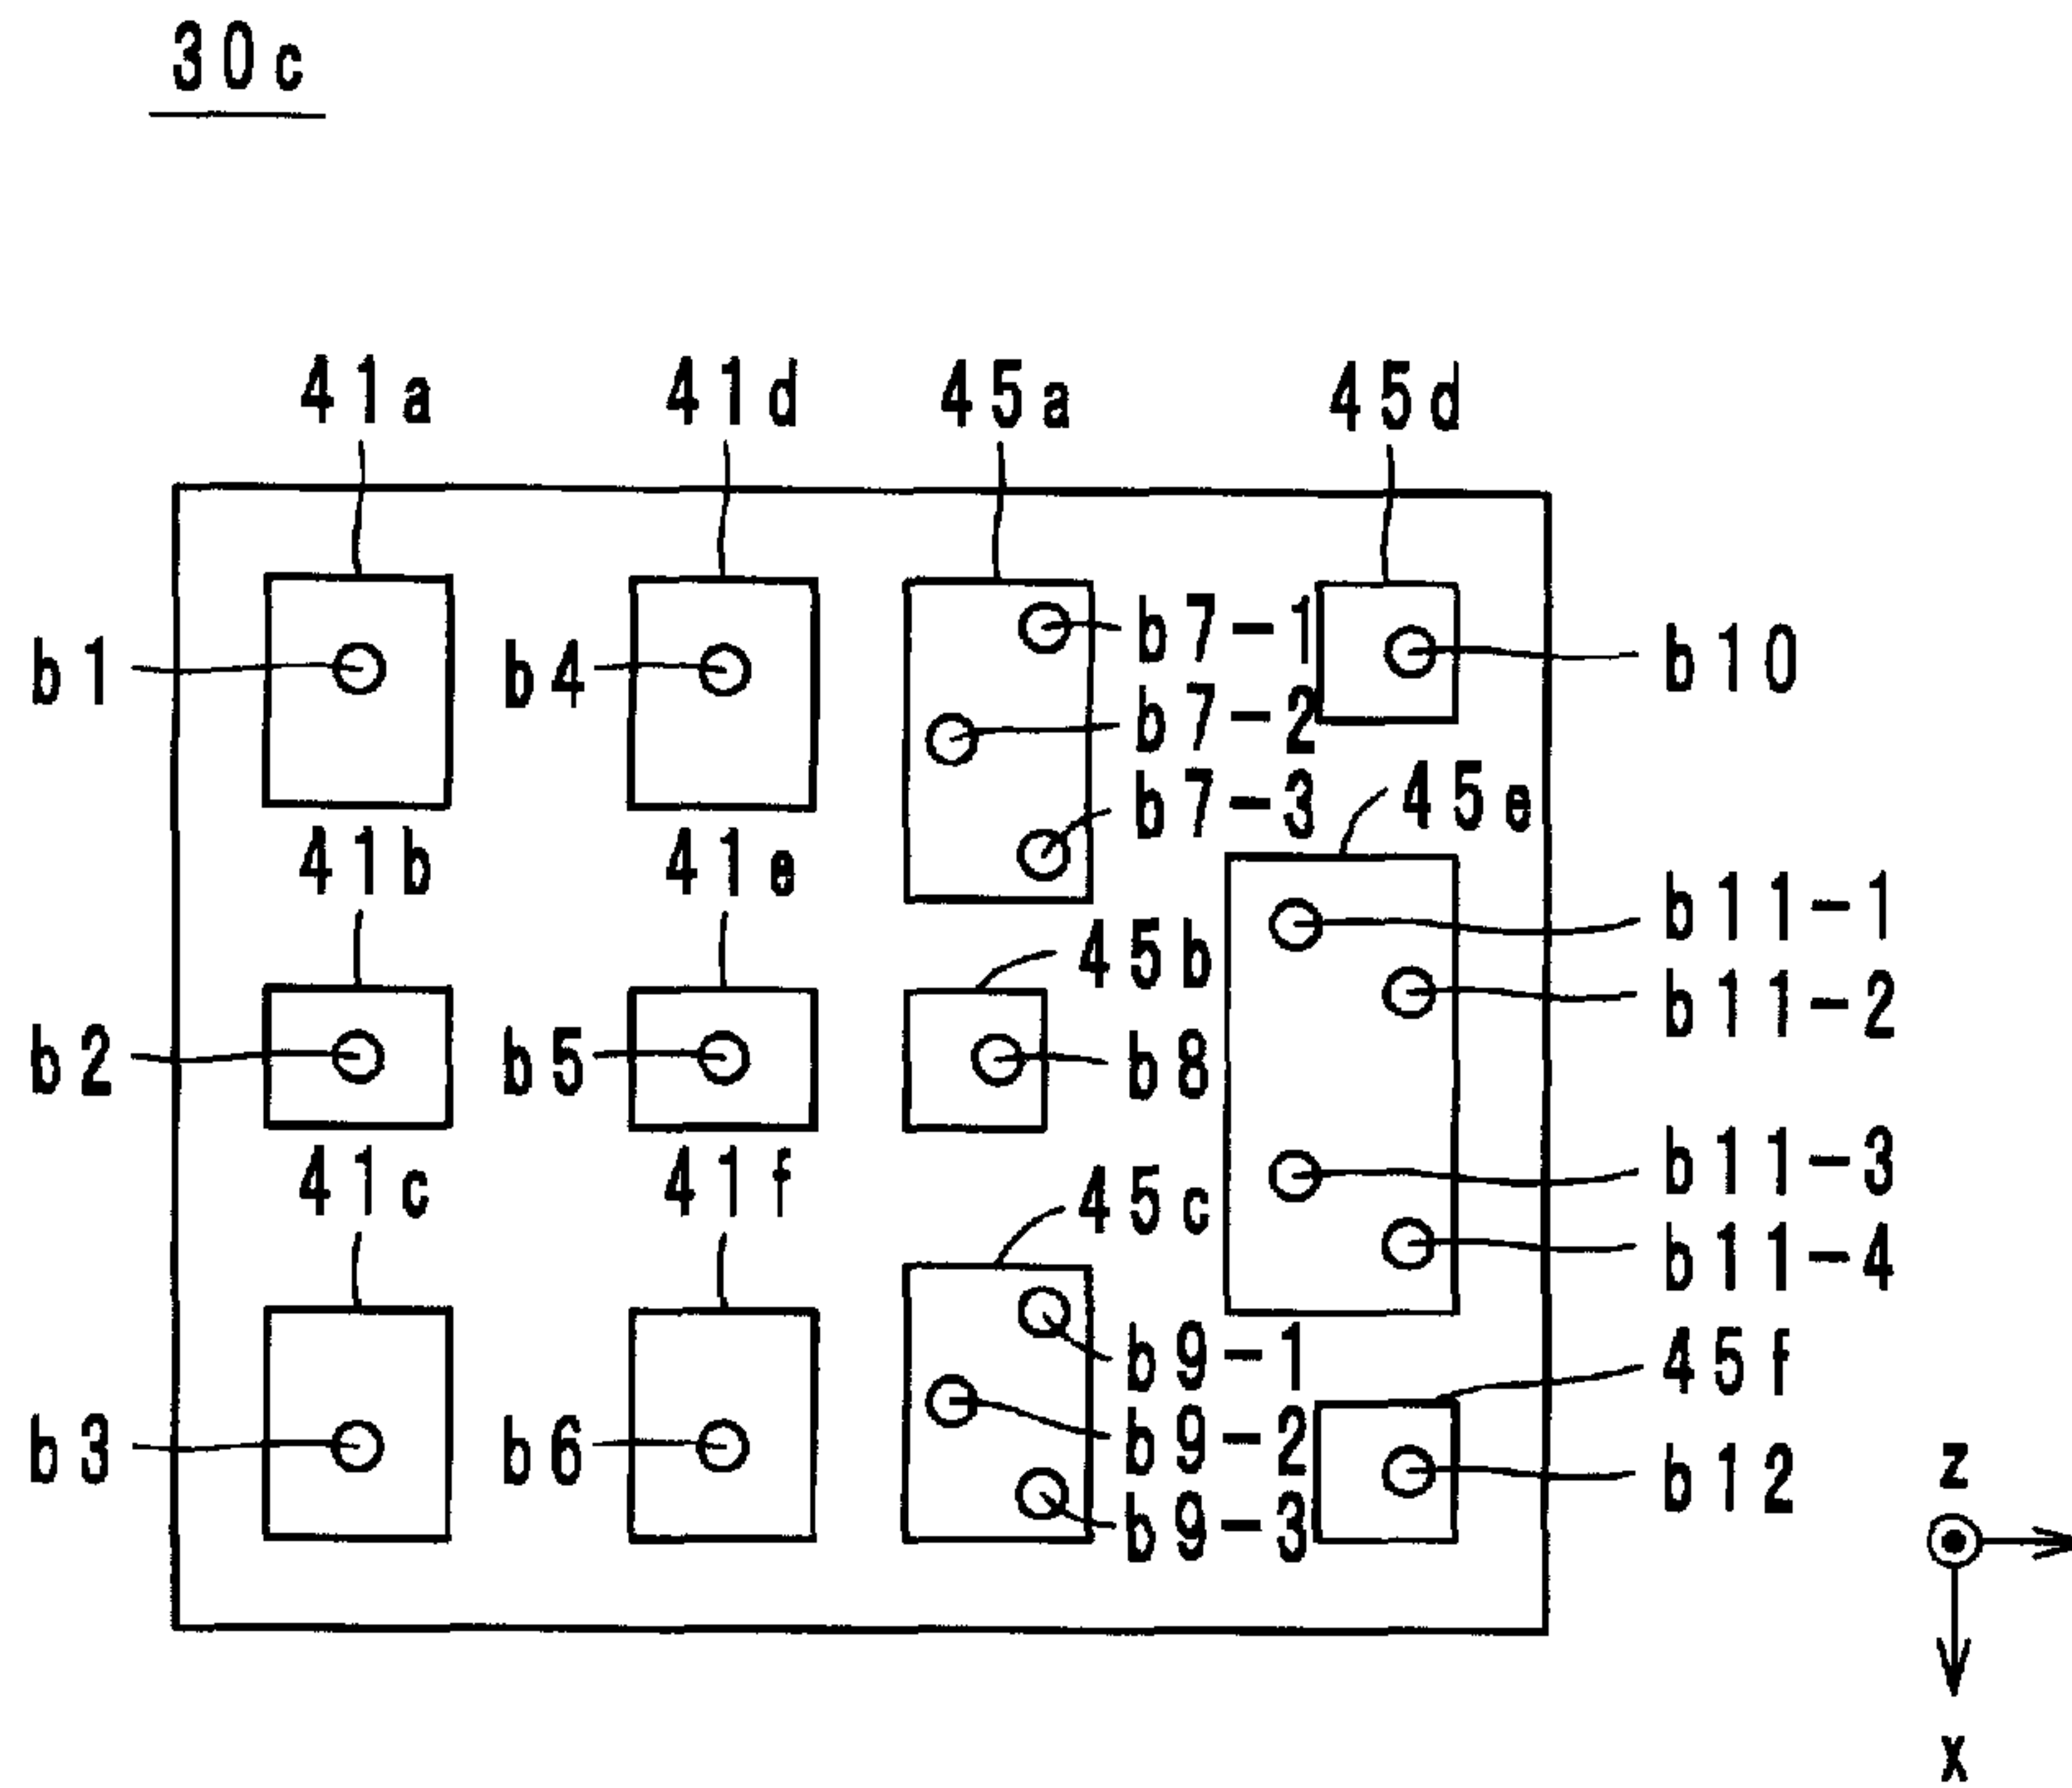 30c
41a 41d 45a 45d
b1 b4 b7-1 b10
b7-2
b7-3 45e
41b 41e
b11-1
45b b11-2
b2 b5 b8
41c 41f 45c b11-3
b11-4
b9-1 45f
b3 b6 b9-2 b12 z
b9-3
x